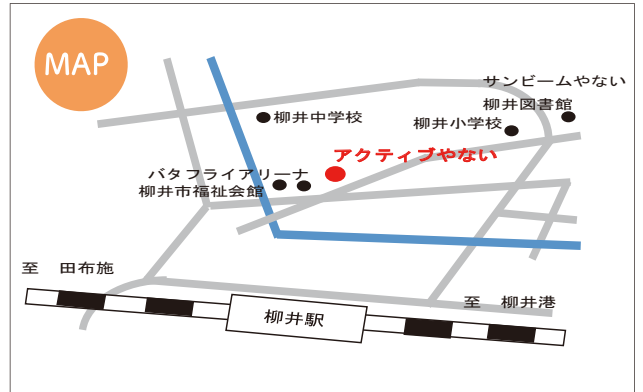 MAP
サンビームやない
柳井図書館
柳井中学校
柳井小学校
アクティブやない
バタフライアリーナ
柳井市福祉会館
至　田布施
至　柳井港
柳井駅